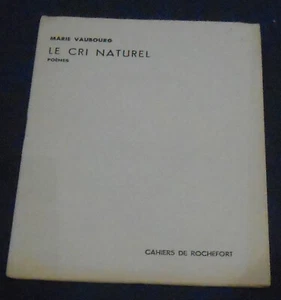 MARIE VAUBOURG
LE CRI NATUREL
POÈMES
CAHIERS DE ROCHEFORT